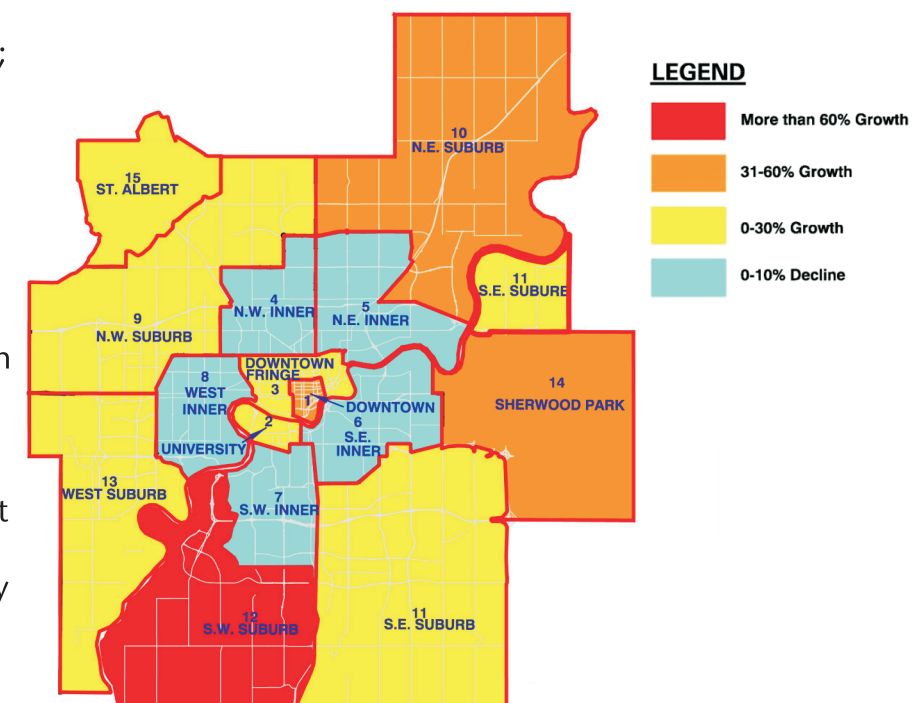 ;
n
t
y
LEGEND
More than 60% Growth
31-60% Growth
0-30% Growth
0-10% Decline
10
N.E. SUBURB
15
ST. ALBERT
11
S.E. SUBURB
4
N.W. INNER
5
N.E. INNER
9
N.W. SUBURB
DOWNTOWN
FRINGE
3
8
WEST
INNER
14
SHERWOOD PARK
1
DOWNTOWN
2
UNIVERSITY
6
S.E.
INNER
13
WEST SUBURB
7
S.W. INNER
12
S.W. SUBURB
11
S.E. SUBURB